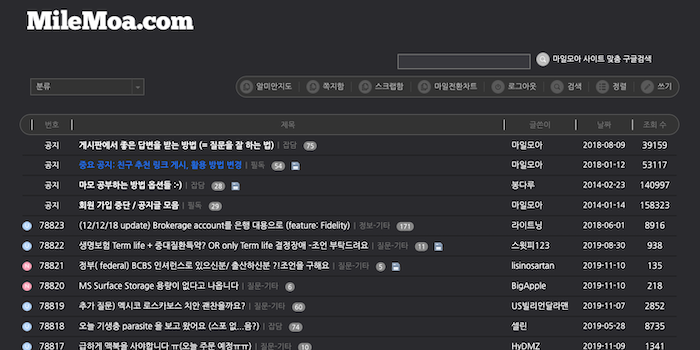 MileMoa.com
마일모아 사이트 맞춤 구글검색
분류 알미안지도 쪽지함 스크랩함 마일전환차트 로그아웃 검색 정렬 쓰기
번호 제목 글쓴이 날짜 조회 수
공지 게시판에서 좋은 답변을 받는 방법 (= 질문을 잘 하는 법) | 잡담 75 마일모아 2018-08-09 39159
공지 중요 공지: 친구 추천 링크 게시, 활용 방법 변경 | 필독 54 마일모아 2018-01-12 53117
공지 마모 공부하는 방법 옵션들 :-) | 잡담 28 봉다루 2014-02-23 140997
공지 회원 가입 중단 / 공지글 모음 | 필독 29 마일모아 2014-01-14 158323
78823 (12/12/18 update) Brokerage account를 은행 대용으로 (feature: Fidelity) | 정보-기타 171 라이트닝 2018-06-01 8916
78822 생명보험 Term life + 중대질환특약? OR only Term life 결정장애 -조언 부탁드려요 | 질문-기타 11 스윗피123 2019-08-30 938
78821 정부( federal) BCBS 인셔런스로 있으신분/ 출산하신분 ?!조언을 구해요 | 질문-기타 5 lisinosartan 2019-11-10 135
78820 MS Surface Storage 용량이 없다고 나옵니다 | 질문-기타 6 BigApple 2019-11-10 218
78819 추가 질문) 멕시코 로스카보스 치안 괜찬을까요? | 질문-기타 60 US빌리언달라맨 2019-11-07 2852
78818 오늘 기생충 parasite 을 보고 왔어요 (스포 없...음?) | 잡담 74 셀린 2019-05-28 8735
78817 급하게 맥북을 사야합니다 ㅠ(오늘 주문 예정ㅠㅠ) | 질문-기타 10 HyDMZ 2019-11-09 1341